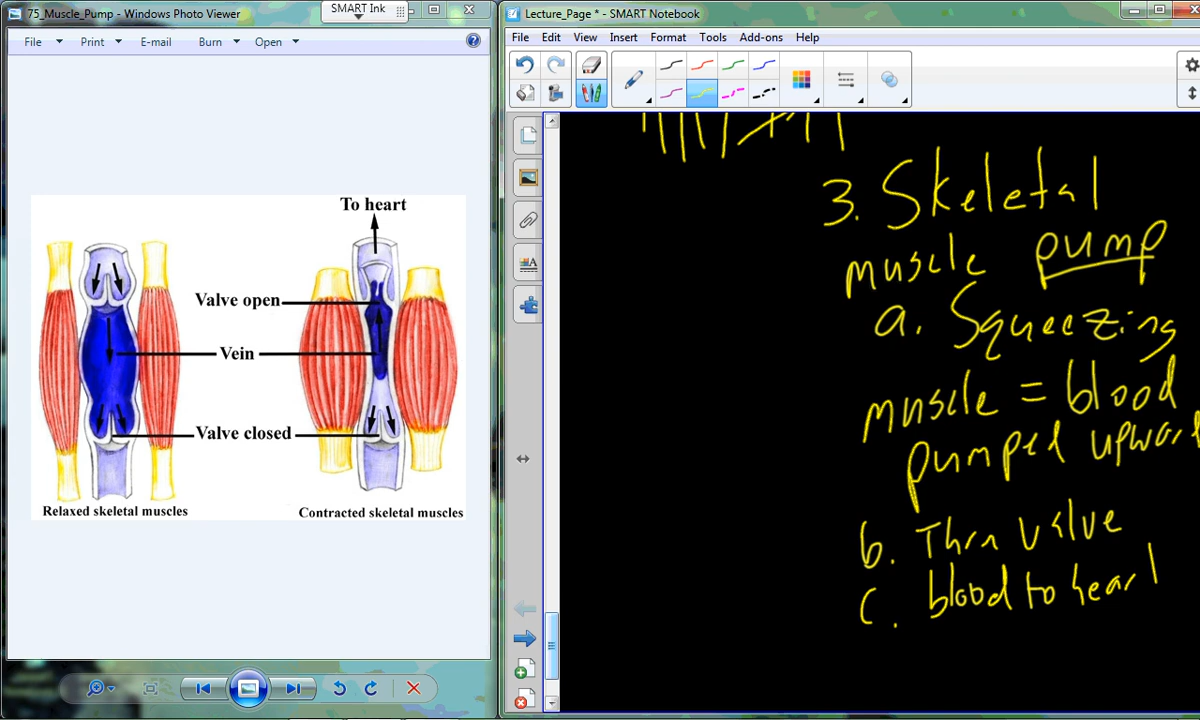 75_Muscle_Pump - Windows Photo Viewer
SMART Ink
File Print E-mail Burn Open
To heart
Valve open
Vein
Valve closed
Relaxed skeletal muscles
Contracted skeletal muscles
Lecture_Page * - SMART Notebook
File Edit View Insert Format Tools Add-ons Help
3. Skeletal
muscle pump
a. Squeezing
muscle = blood
pumped upward
b. Thru valve
c. blood to heart